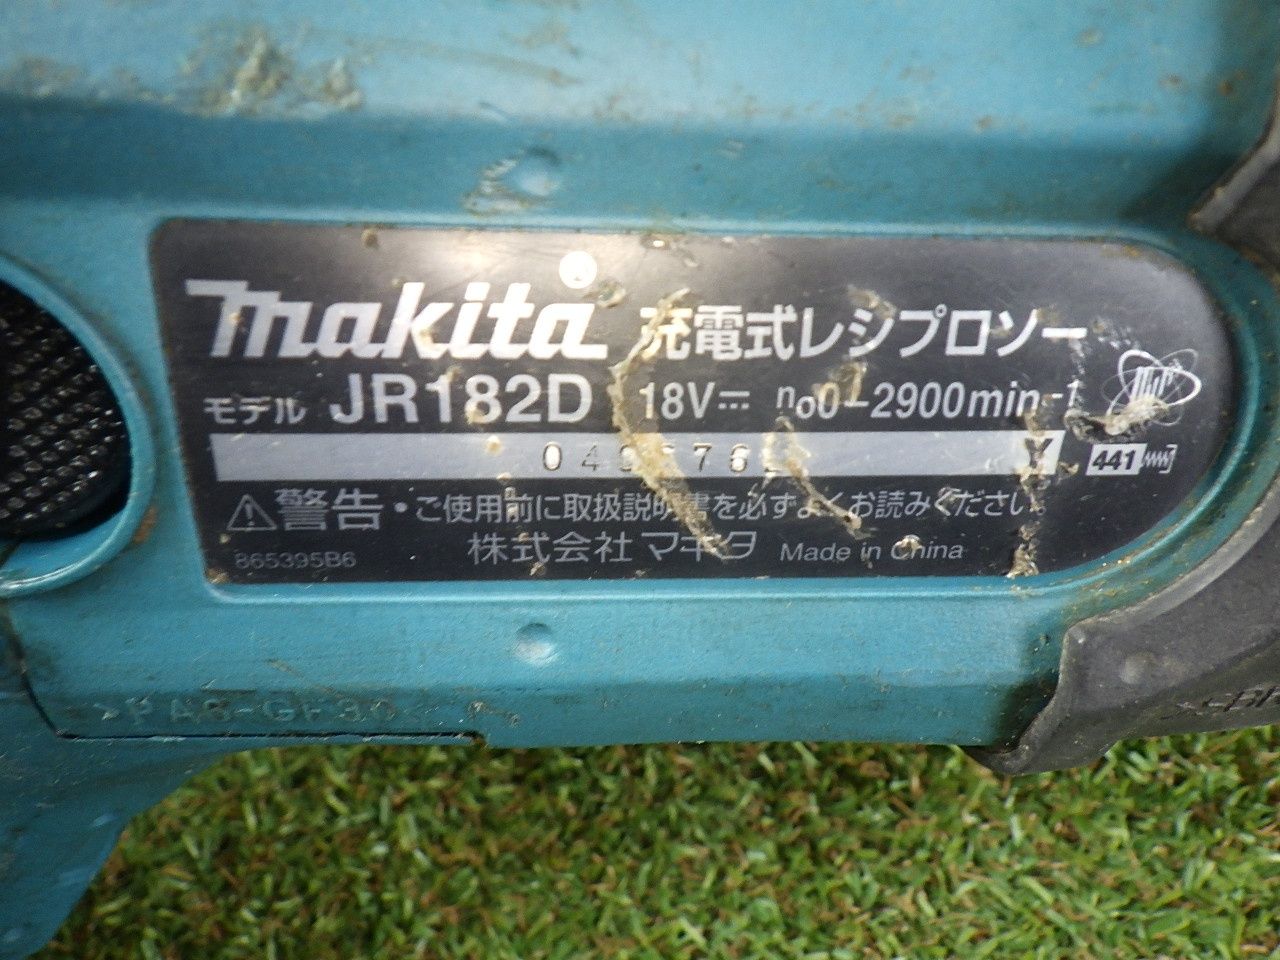 makita 充電式レシプロソー
モデル JR182D 18V⎓ n₀0-2900min⁻¹
Y 441
⚠警告・ご使用前に取扱説明書を必ずよくお読みください。
865395B6 株式会社マキタ Made in China
>PA6-GF30<